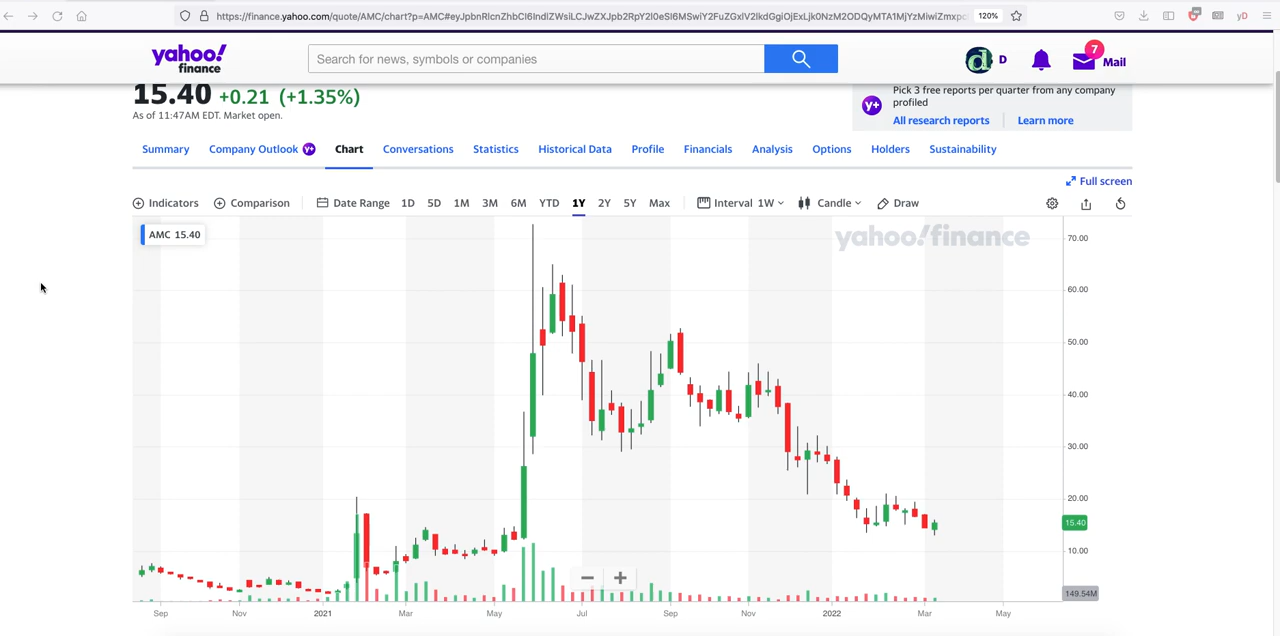 https://finance.yahoo.com/quote/AMC/chart?p=AMC#eyJpbnRlcnZhbCI6IndlZWsiLCJwZXJpb2RpY2l0eSI6MSwiY2FuZGxlV2lkdGgiOjExLjk0NzM2ODQyMTA1MjYzMiwiZmxpc
120%
yahoo!
finance
Search for news, symbols or companies
d D
7
Mail
15.40 +0.21 (+1.35%)
As of 11:47AM EDT. Market open.
y+
Pick 3 free reports per quarter from any company
profiled
All research reports Learn more
Summary Company Outlook y+ Chart Conversations Statistics Historical Data Profile Financials Analysis Options Holders Sustainability
Full screen
Indicators Comparison Date Range 1D 5D 1M 3M 6M YTD 1Y 2Y 5Y Max Interval 1W Candle Draw
AMC 15.40
yahoo!finance
70.00
60.00
50.00
40.00
30.00
20.00
15.40
10.00
149.54M
Sep Nov 2021 Mar May Jul Sep Nov 2022 Mar May